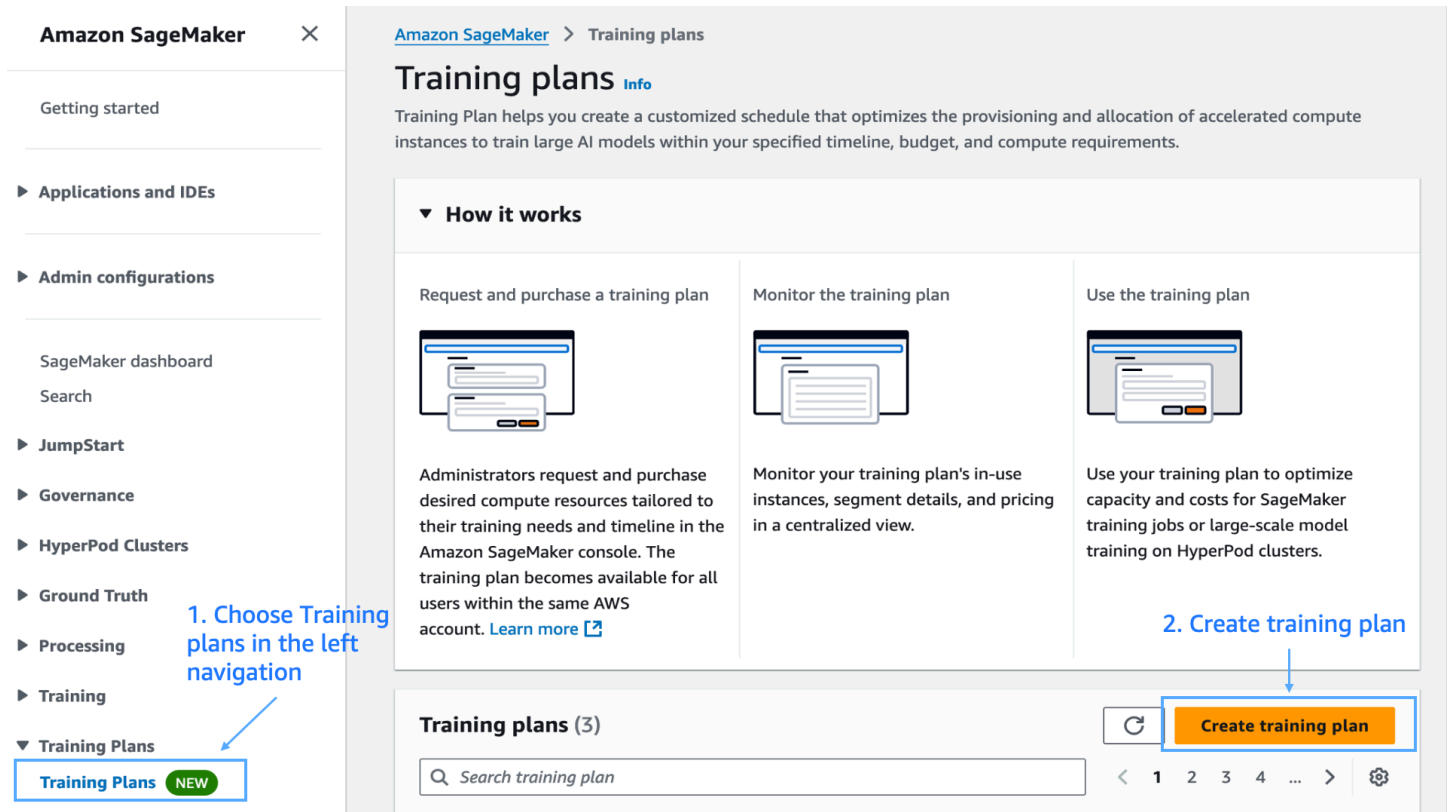 Amazon SageMaker
Getting started
Applications and IDEs
Admin configurations
SageMaker dashboard
Search
JumpStart
Governance
HyperPod Clusters
Ground Truth
Processing
Training
Training Plans
Training Plans NEW
1. Choose Training
plans in the left
navigation
Amazon SageMaker > Training plans
Training plans Info
Training Plan helps you create a customized schedule that optimizes the provisioning and allocation of accelerated compute
instances to train large AI models within your specified timeline, budget, and compute requirements.
How it works
Request and purchase a training plan
Administrators request and purchase
desired compute resources tailored to
their training needs and timeline in the
Amazon SageMaker console. The
training plan becomes available for all
users within the same AWS
account. Learn more
Monitor the training plan
Monitor your training plan's in-use
instances, segment details, and pricing
in a centralized view.
Use the training plan
Use your training plan to optimize
capacity and costs for SageMaker
training jobs or large-scale model
training on HyperPod clusters.
2. Create training plan
Training plans (3)
Create training plan
Search training plan
< 1 2 3 4 ... >